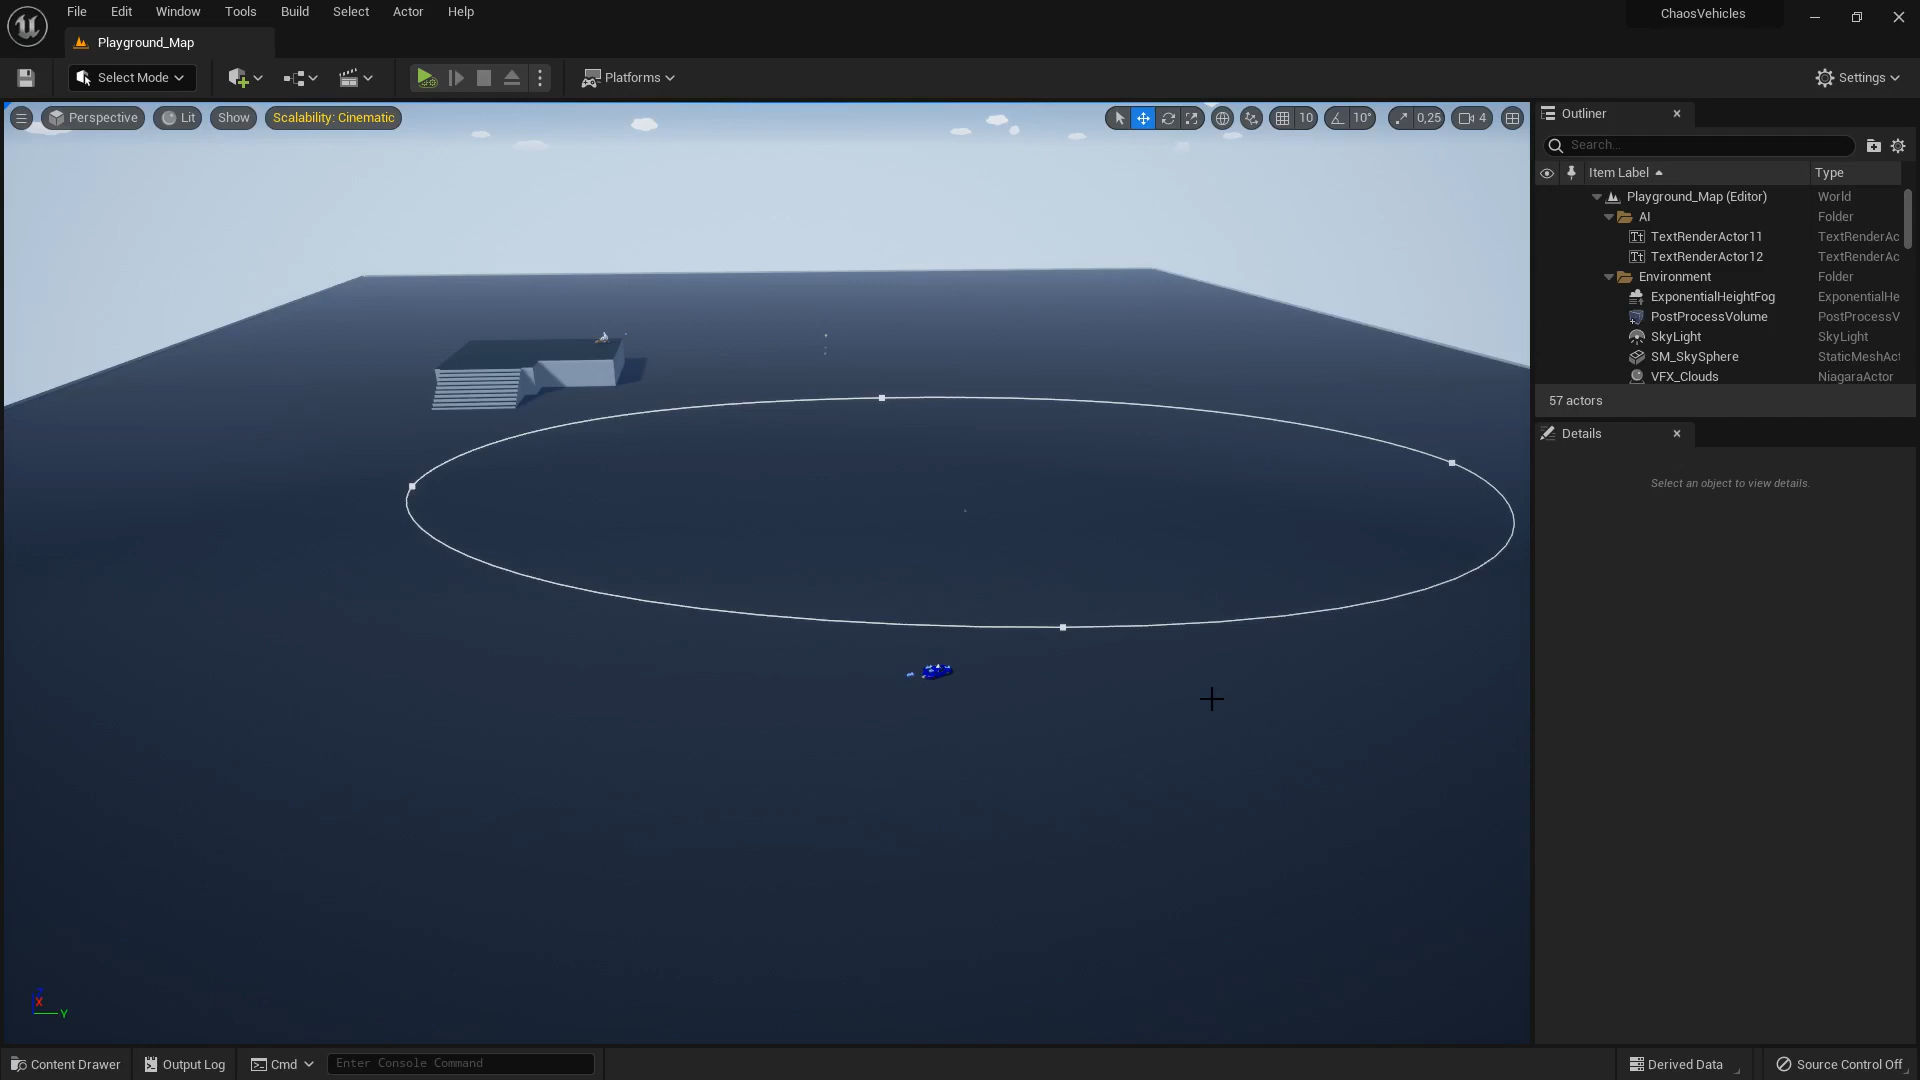 File Edit Window Tools Build Select Actor Help
ChaosVehicles
Playground_Map
Select Mode
Platforms
Settings
Perspective
Lit
Show
Scalability: Cinematic
10
10°
0,25
4
Outliner
Search...
Item Label
Type
Playground_Map (Editor) World
AI Folder
TextRenderActor11 TextRenderAc
TextRenderActor12 TextRenderAc
Environment Folder
ExponentialHeightFog ExponentialHe
PostProcessVolume PostProcessV
SkyLight SkyLight
SM_SkySphere StaticMeshAct
VFX_Clouds NiagaraActor
57 actors
Details
Select an object to view details.
Z
X
Y
Content Drawer
Output Log
Cmd
Enter Console Command
Derived Data
Source Control Off